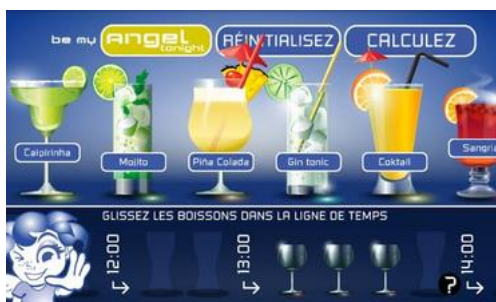 be my Angel tonight
RÉINITIALISEZ
CALCULEZ
Caipirinha
Mojito
Piña Colada
Gin tonic
Coktail
Sangria
GLISSEZ LES BOISSONS DANS LA LIGNE DE TEMPS
12:00
13:00
14:00
?